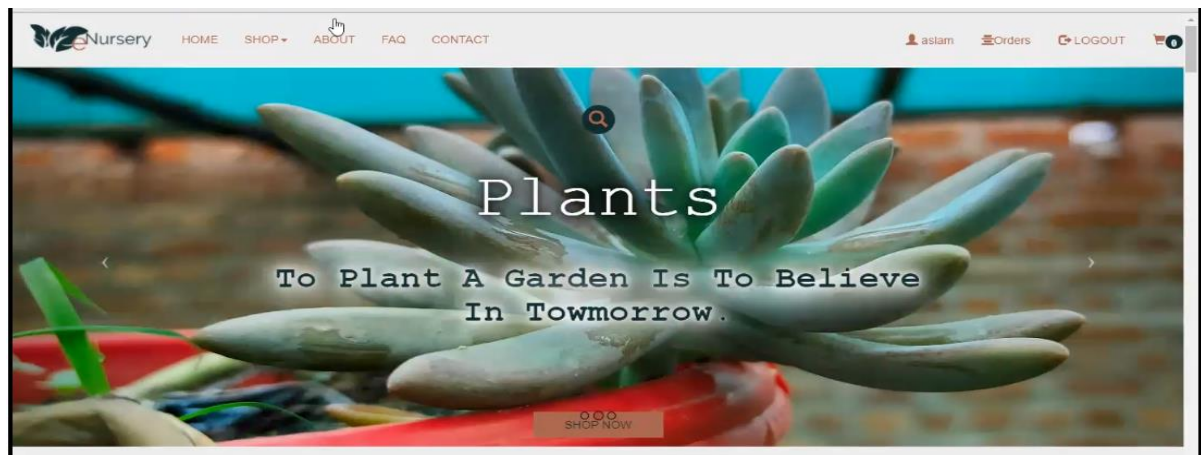 eNursery HOME SHOP ABOUT FAQ CONTACT aslam Orders LOGOUT 0
Plants
To Plant A Garden Is To Believe
In Towmorrow.
SHOP NOW